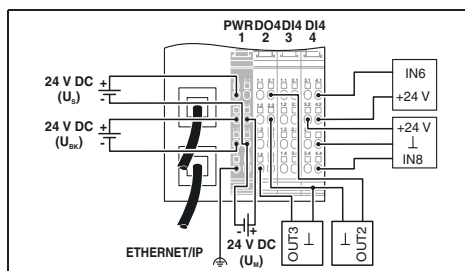 PWR DO4 DI4 DI4
1 2 3 4
24 V DC
(US)
+
-
24 V DC
(UBK)
+
-
IN6
+24 V
+24 V
⊥
IN8
- +
24 V DC
(UM)
ETHERNET/IP
OUT3
⊥
⊥
OUT2